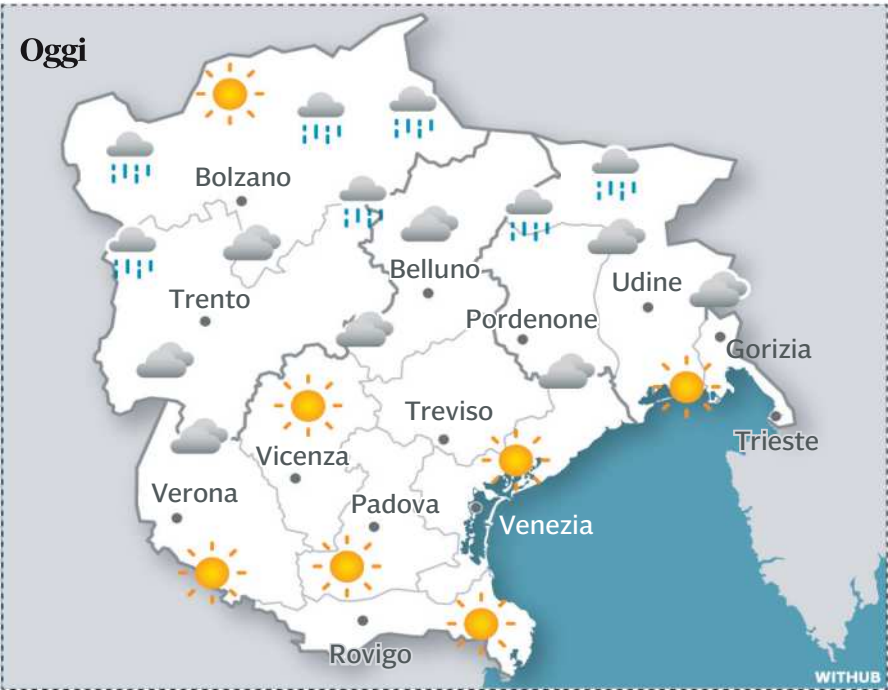 Oggi
Bolzano
Belluno
Trento
Udine
Pordenone
Gorizia
Treviso
Trieste
Vicenza
Verona
Padova
Venezia
Rovigo
WITHUB